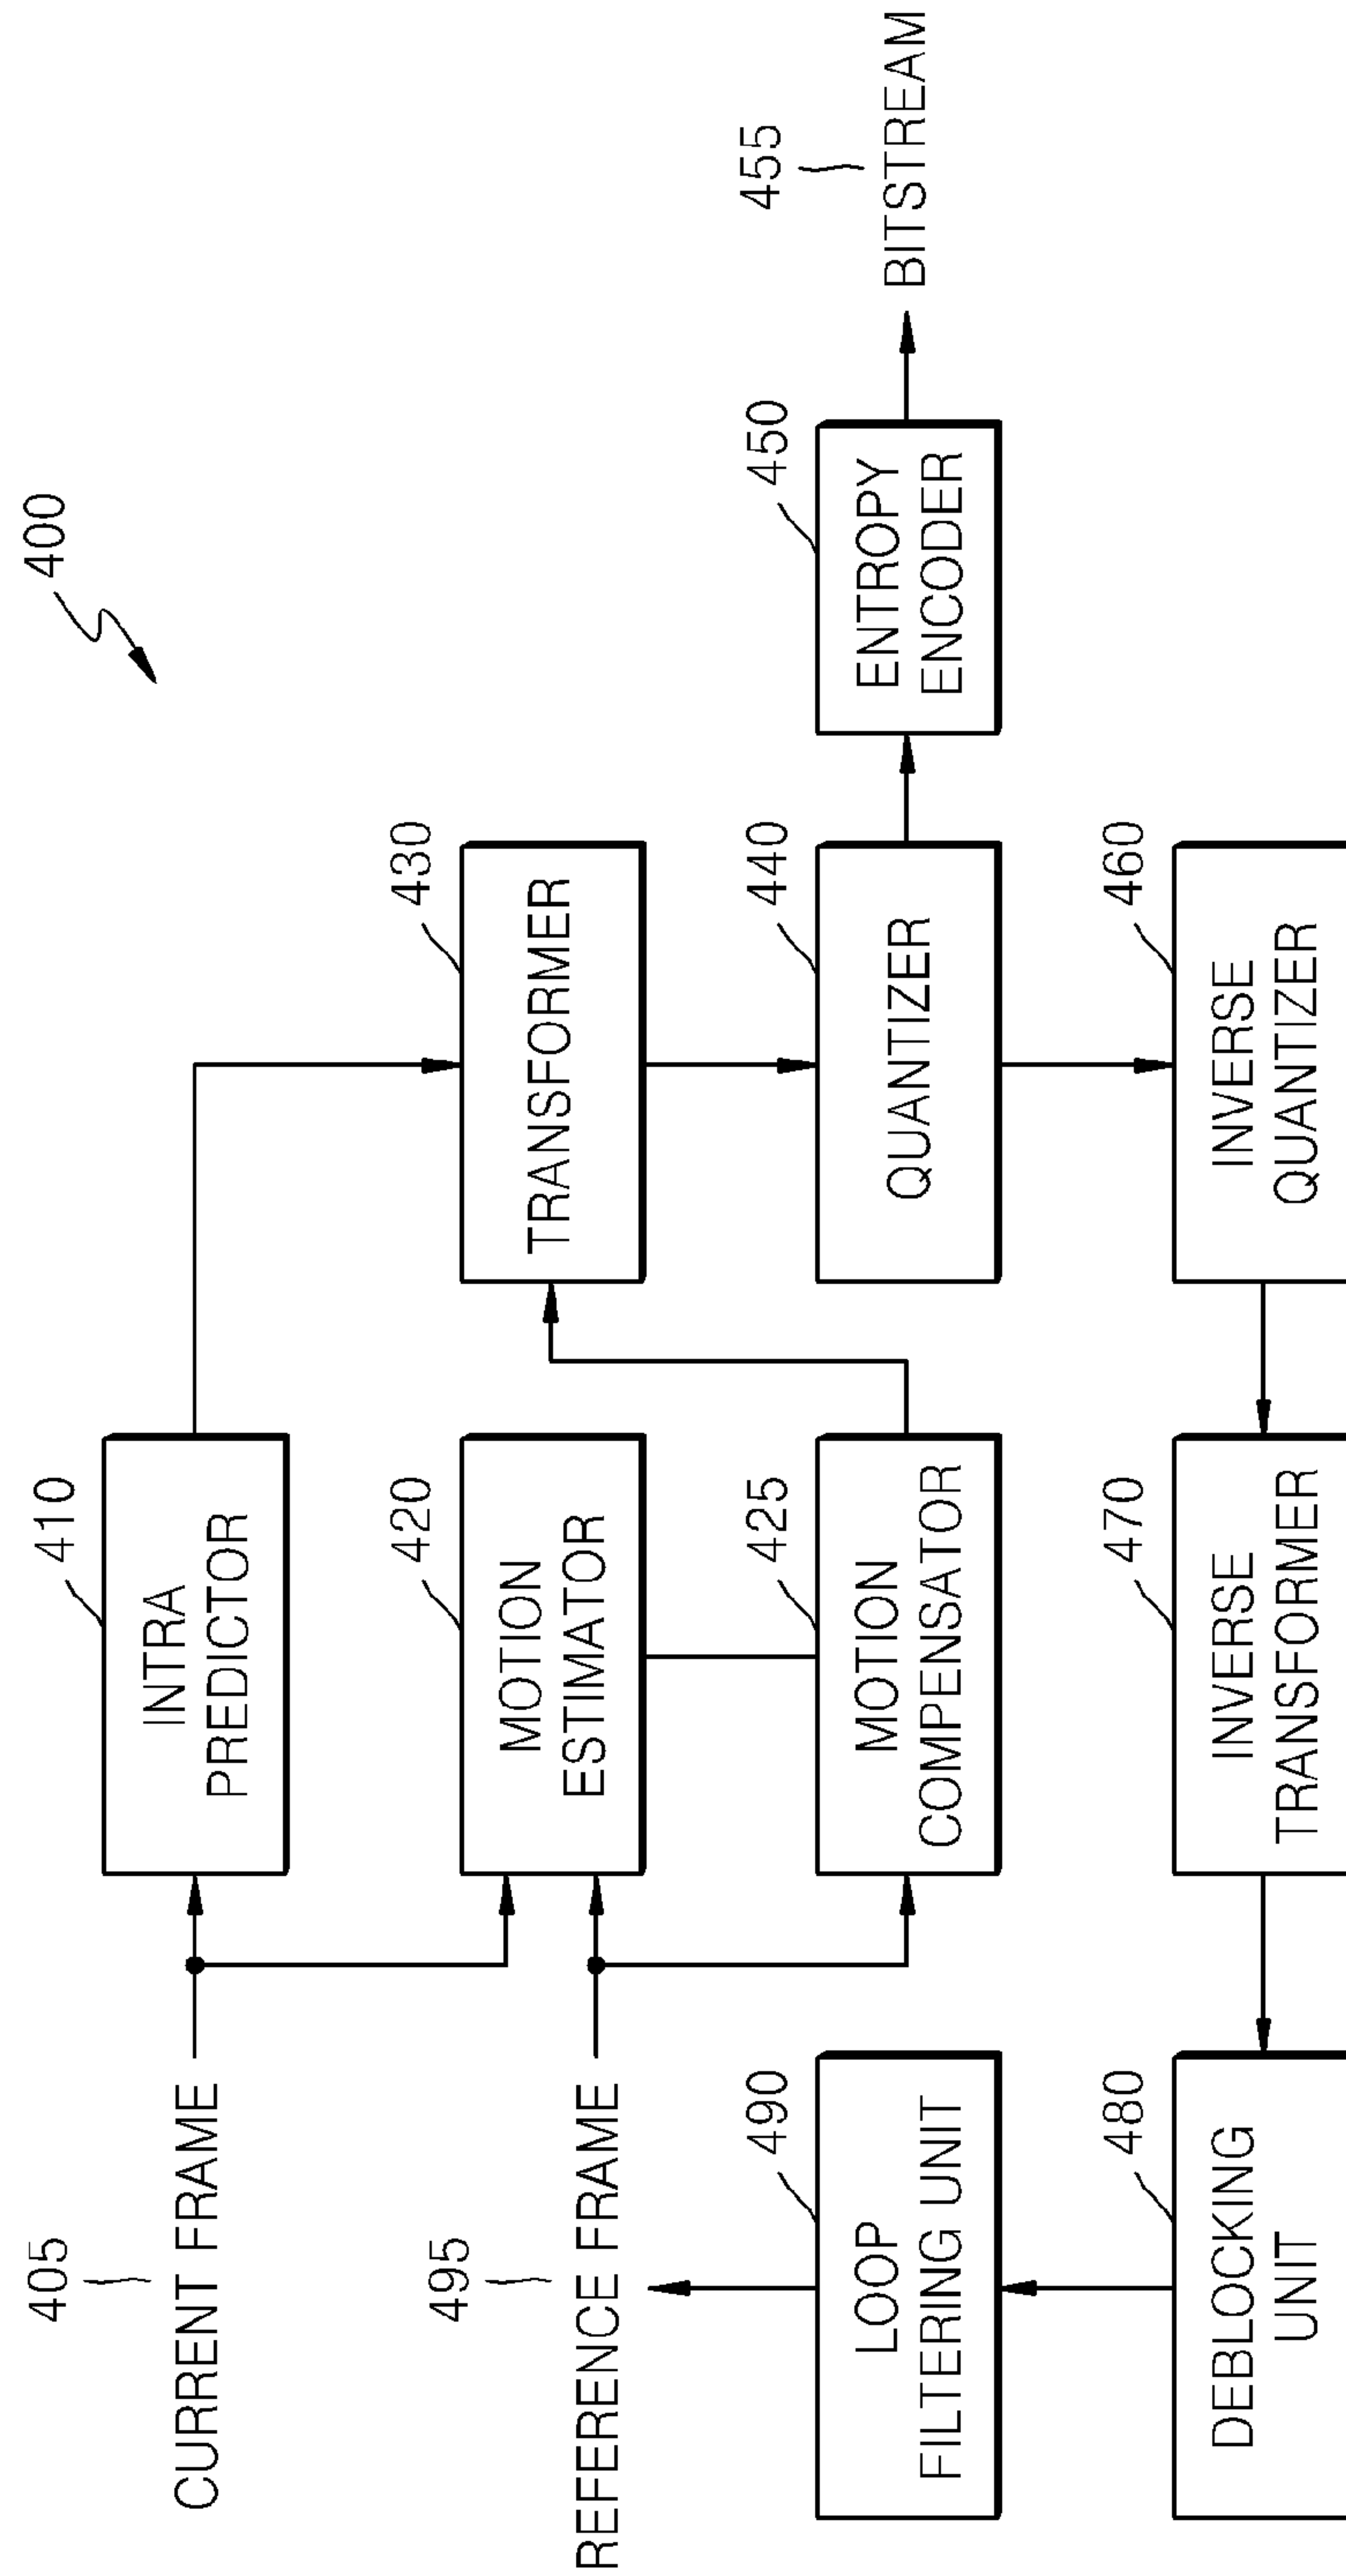 400
405
CURRENT FRAME
410
INTRA
PREDICTOR
495
REFERENCE FRAME
420
MOTION
ESTIMATOR
430
TRANSFORMER
490
LOOP
FILTERING UNIT
425
MOTION
COMPENSATOR
440
QUANTIZER
450
ENTROPY
ENCODER
455
BITSTREAM
480
DEBLOCKING
UNIT
470
INVERSE
TRANSFORMER
460
INVERSE
QUANTIZER